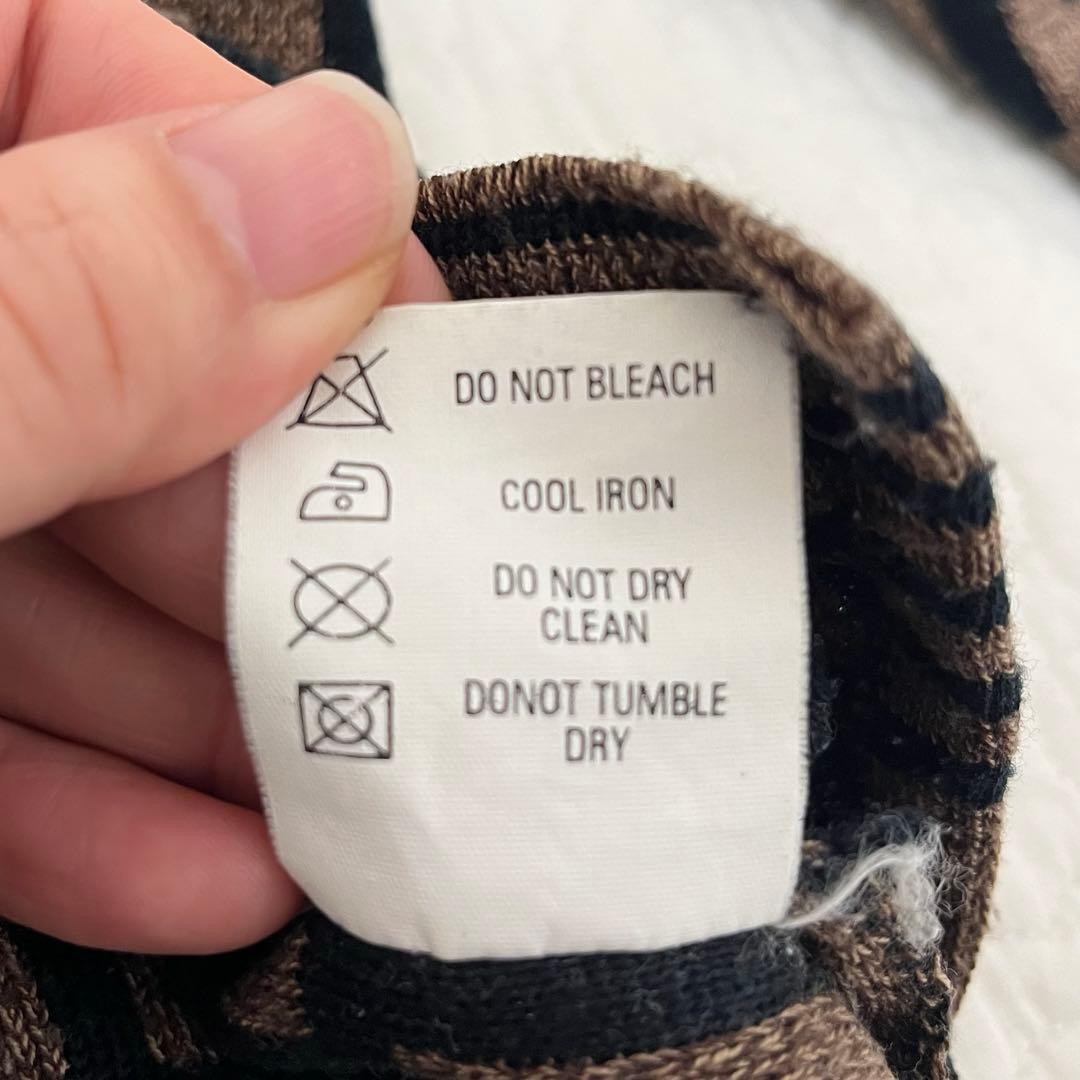 DO NOT BLEACH
COOL IRON
DO NOT DRY
CLEAN
DONOT TUMBLE
DRY